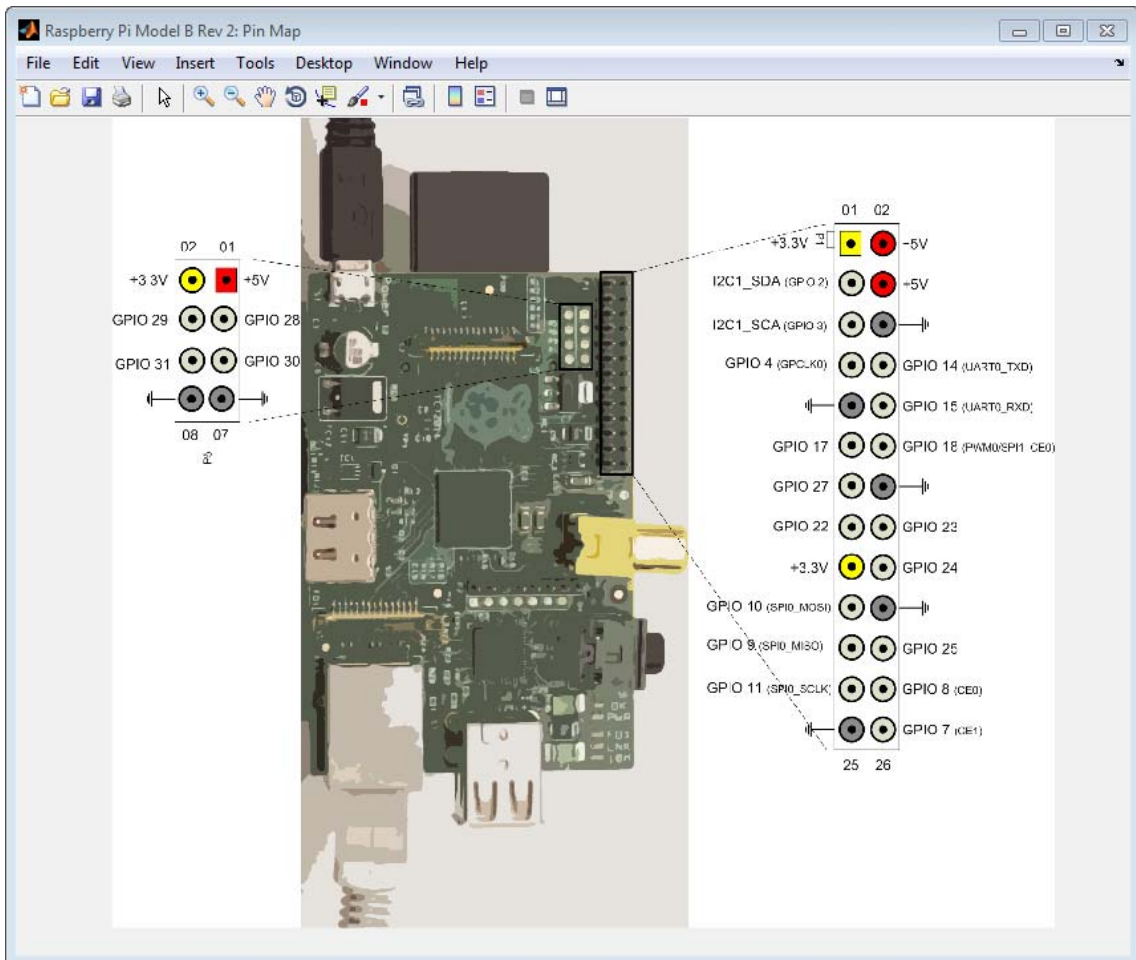 Raspberry Pi Model B Rev 2: Pin Map
File Edit View Insert Tools Desktop Window Help
01 02
+3.3V -5V
I2C1_SDA (GPIO 2) +5V
I2C1_SCA (GPIO 3)
GPIO 4 (GPCLK0) GPIO 14 (UART0_TXD)
GPIO 15 (UART0_RXD)
GPIO 17 GPIO 18 (PWM0/SPI1_CE0)
GPIO 27
GPIO 22 GPIO 23
+3.3V GPIO 24
GPIO 10 (SPI0_MOSI)
GPIO 9 (SPI0_MISO) GPIO 25
GPIO 11 (SPI0_SCLK) GPIO 8 (CE0)
GPIO 7 (CE1)
25 26
02 01
+3.3V +5V
GPIO 29 GPIO 28
GPIO 31 GPIO 30
08 07